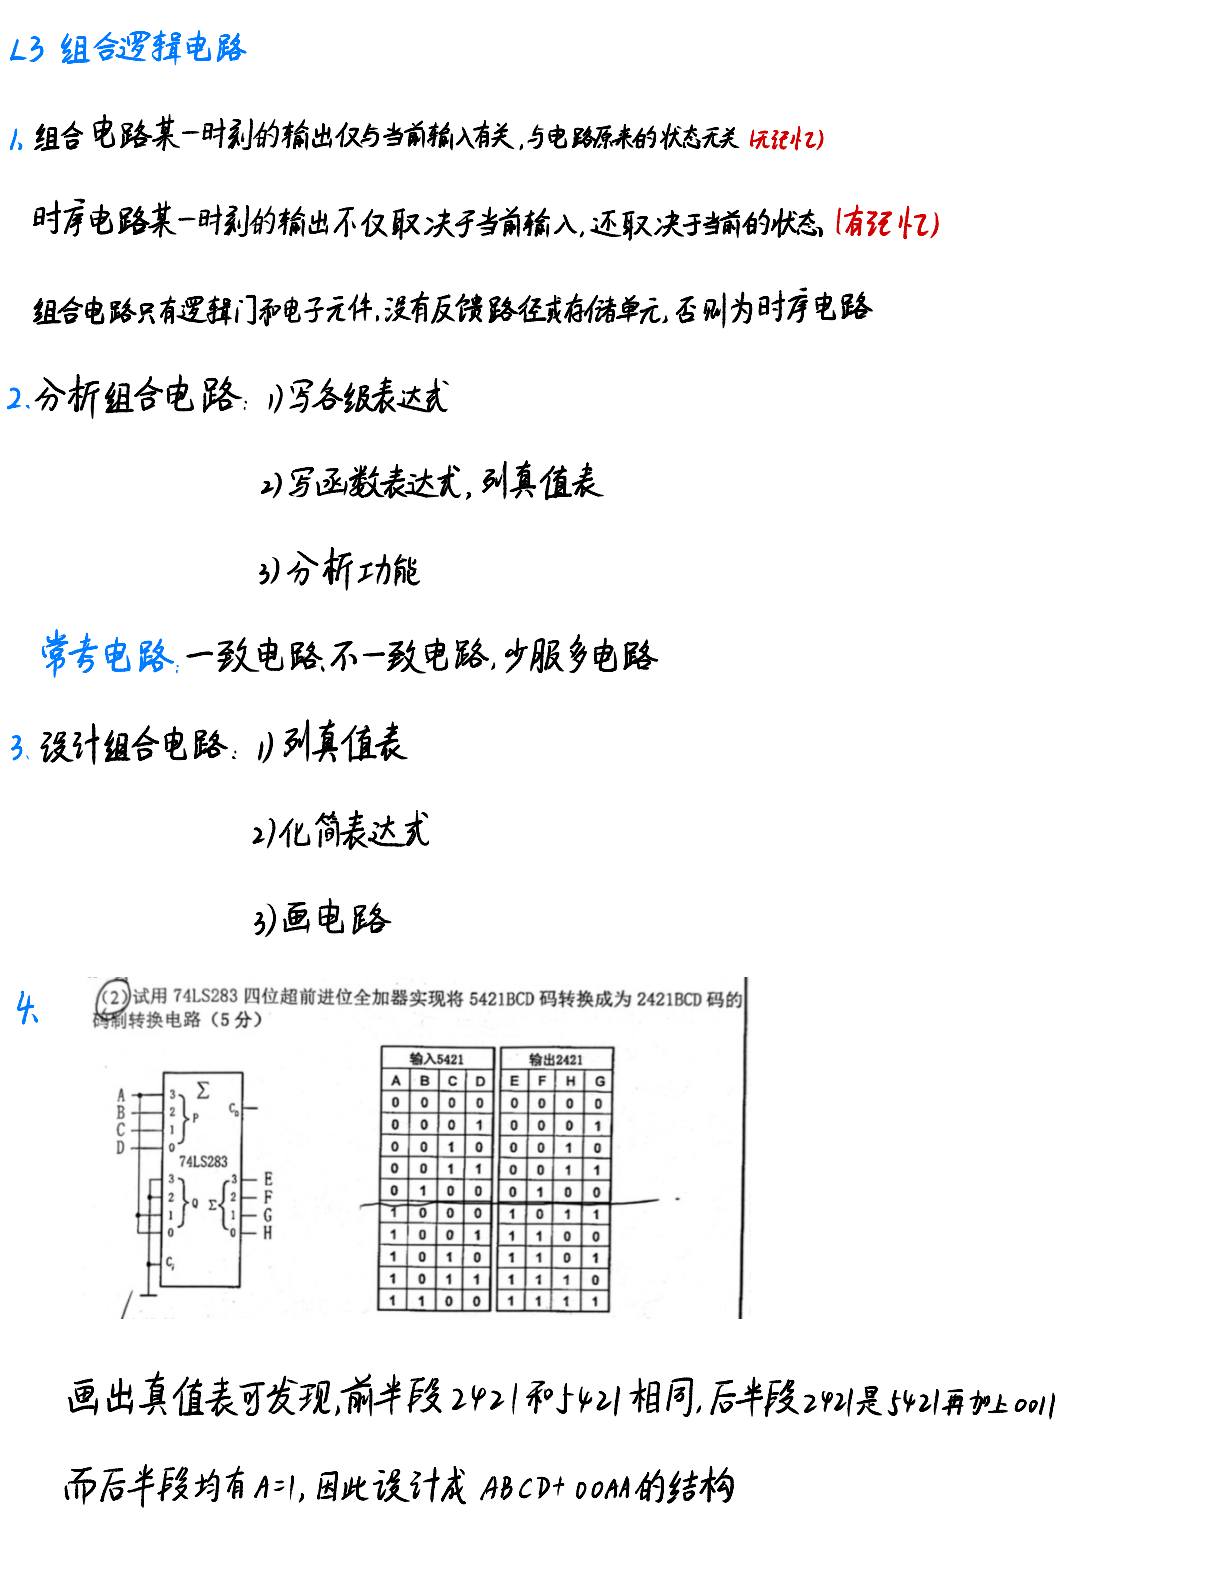 L3 组合逻辑电路
1、组合电路某一时刻的输出仅与当前输入有关,与电路原来的状态无关 (无记忆)
时序电路某一时刻的输出不仅取决于当前输入,还取决于当前的状态, (有记忆)
组合电路只有逻辑门和电子元件,没有反馈路径或存储单元,否则为时序电路
2.分析组合电路: 1)写各级表达式
2)写函数表达式,列真值表
3)分析功能
常考电路:一致电路、不一致电路,少服多电路
3、设计组合电路: 1)列真值表
2)化简表达式
3)画电路
4、
(2)试用 74LS283 四位超前进位全加器实现将 5421BCD 码转换成为 2421BCD 码的
码制转换电路(5 分)
输入5421 输出2421
A B C D E F H G
0 0 0 0 0 0 0 0
0 0 0 1 0 0 0 1
0 0 1 0 0 0 1 0
0 0 1 1 0 0 1 1
0 1 0 0 0 1 0 0
1 0 0 0 1 0 1 1
1 0 0 1 1 1 0 0
1 0 1 0 1 1 0 1
1 0 1 1 1 1 1 0
1 1 0 0 1 1 1 1
A 3 Σ
B 2 P C₀
C 1
D 0
74LS283
3 3 E
2 Q Σ 2 F
1 1 G
0 0 H
Cᵢ
画出真值表可发现,前半段2421和5421相同,后半段2421是5421再加上0011
而后半段均有A=1,因此设计成 ABCD+00AA的结构